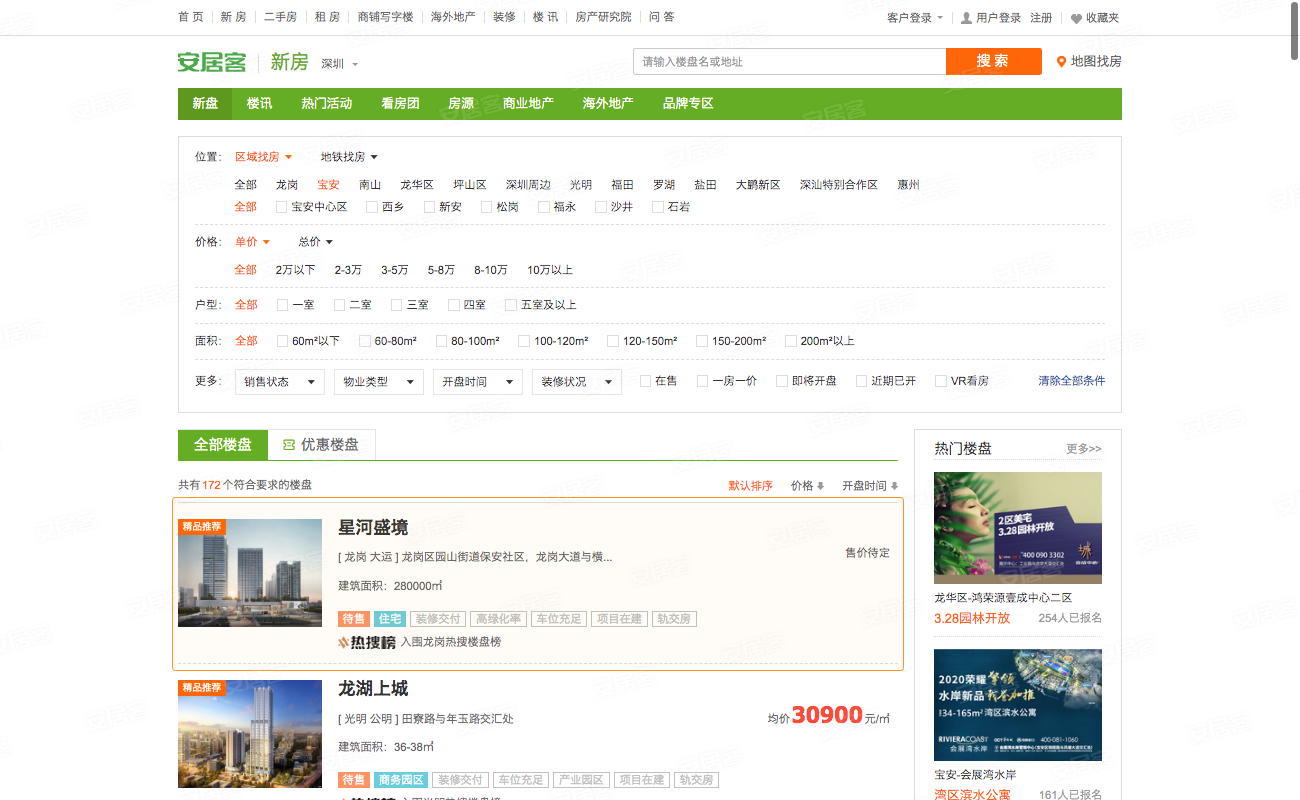 首 页 新 房 二手房 租 房 商铺写字楼 海外地产 装修 楼 讯 房产研究院 问 答 客户登录 用户登录 注册 收藏夹
安居客 新房 深圳 请输入楼盘名或地址 搜 索 地图找房
新盘 楼讯 热门活动 看房团 房源 商业地产 海外地产 品牌专区
位置： 区域找房 地铁找房
全部 龙岗 宝安 南山 龙华区 坪山区 深圳周边 光明 福田 罗湖 盐田 大鹏新区 深汕特别合作区 惠州
全部 宝安中心区 西乡 新安 松岗 福永 沙井 石岩
价格： 单价 总价
全部 2万以下 2-3万 3-5万 5-8万 8-10万 10万以上
户型： 全部 一室 二室 三室 四室 五室及以上
面积： 全部 60m²以下 60-80m² 80-100m² 100-120m² 120-150m² 150-200m² 200m²以上
更多： 销售状态 物业类型 开盘时间 装修状况 在售 一房一价 即将开盘 近期已开 VR看房 清除全部条件
全部楼盘 优惠楼盘
共有172个符合要求的楼盘 默认排序 价格 开盘时间
精品推荐
星河盛境
[ 龙岗 大运 ] 龙岗区园山街道保安社区，龙岗大道与横...
售价待定
建筑面积：280000㎡
待售 住宅 装修交付 高绿化率 车位充足 项目在建 轨交房
热搜榜 入围龙岗热搜楼盘榜
精品推荐
龙湖上城
[ 光明 公明 ] 田寮路与年玉路交汇处
均价30900元/㎡
建筑面积：36-38㎡
待售 商务园区 装修交付 车位充足 产业园区 项目在建 轨交房
热门楼盘 更多>>
2区美宅
3.28园林开放
400 090 3302
龙华区-鸿荣源壹成中心二区
3.28园林开放 254人已报名
2020荣耀擎领
水岸新品 载誉加推
134-165m²湾区滨水公寓
RIVIERACOAST
会展湾水岸
400-081-1060
宝安-会展湾水岸
湾区滨水公寓 161人已报名